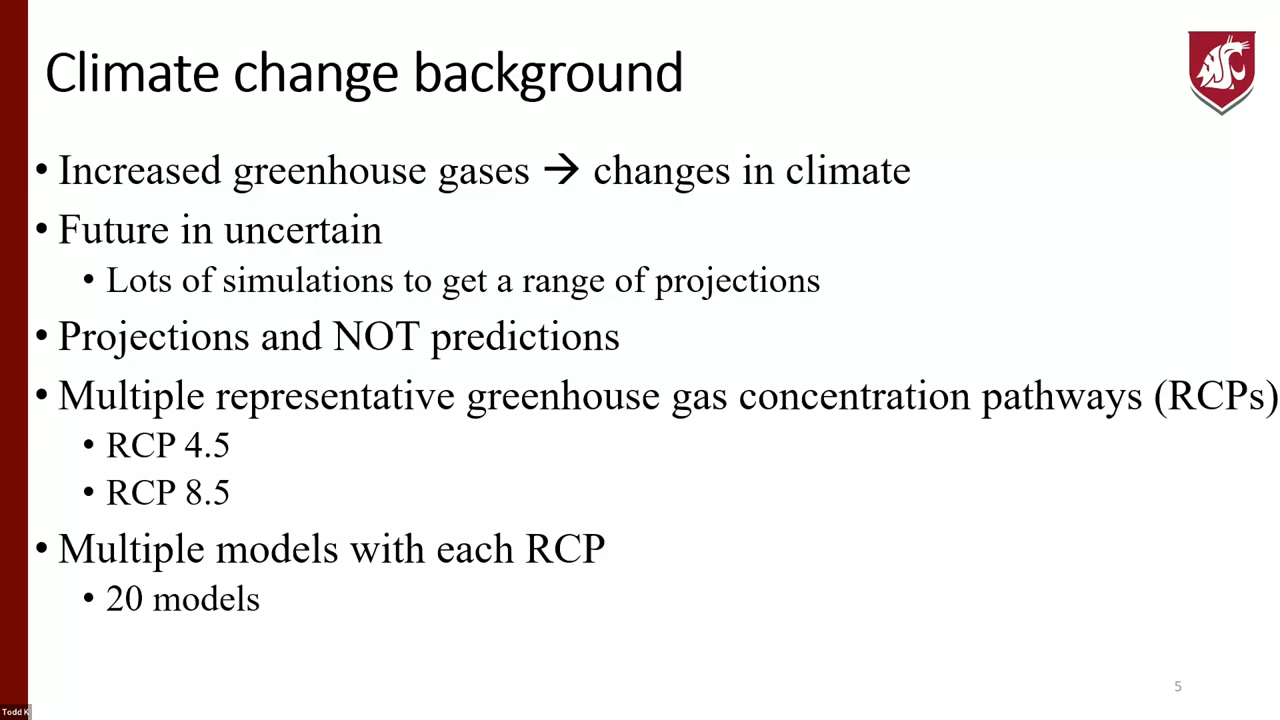 Climate change background
• Increased greenhouse gases → changes in climate
• Future in uncertain
• Lots of simulations to get a range of projections
• Projections and NOT predictions
• Multiple representative greenhouse gas concentration pathways (RCPs)
• RCP 4.5
• RCP 8.5
• Multiple models with each RCP
• 20 models
5
Todd K